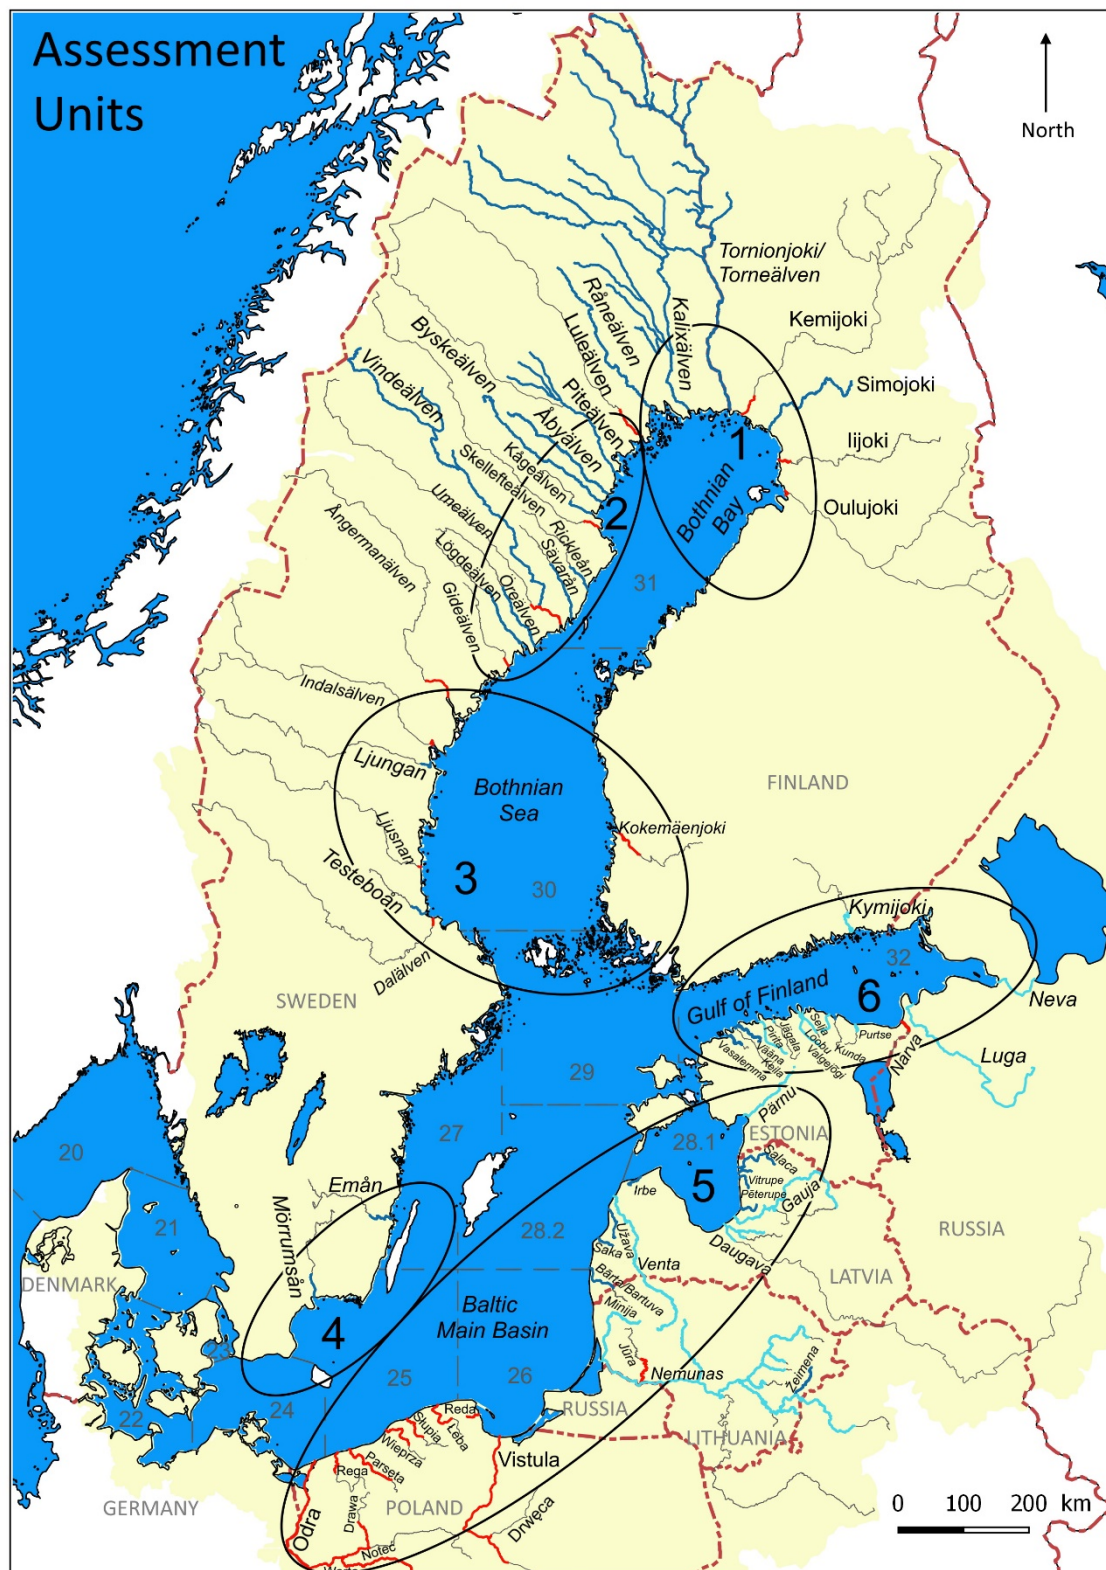 Assessment
Units
North
Tornionjoki/
Torneälven
Kalixälven
Råneälven
Luleälven
Piteälven
Byskeälven
Åbyälven
Vindelälven
Kågeälven
Skellefteälven
Rickleån
Sävarån
Umeälven
Öreälven
Lögdeälven
Gideälven
Ångermanälven
Kemijoki
Simojoki
Iijoki
Oulujoki
1
Bothnian
Bay
2
31
Indalsälven
Ljungan
Ljusnan
Testeboån
Dalälven
Bothnian
Sea
3
30
Kokemäenjoki
FINLAND
SWEDEN
Kymijoki
32
Gulf of Finland
6
Neva
Luga
Narva
Purtse
Kunda
Selja
Loobu
Valgejõgi
Jägala
Pirita
Vääna
Keila
Vasalemma
29
27
Pärnu
ESTONIA
28.1
5
Salaca
Vitrupe
Pēterupe
Gauja
Daugava
Irbe
20
21
Emån
Mörrumsån
28.2
Užava
Saka
Venta
RUSSIA
DENMARK
LATVIA
Bārta/Bartuva
Minija
Baltic
Main Basin
4
23
25
26
Jūra
Nemunas
Žeimena
22
24
Reda
Łeba
Słupia
Wieprza
Parseta
Rega
RUSSIA
LITHUANIA
Vistula
GERMANY
POLAND
Odra
Drawa
Drwęca
Notec
0 100 200 km